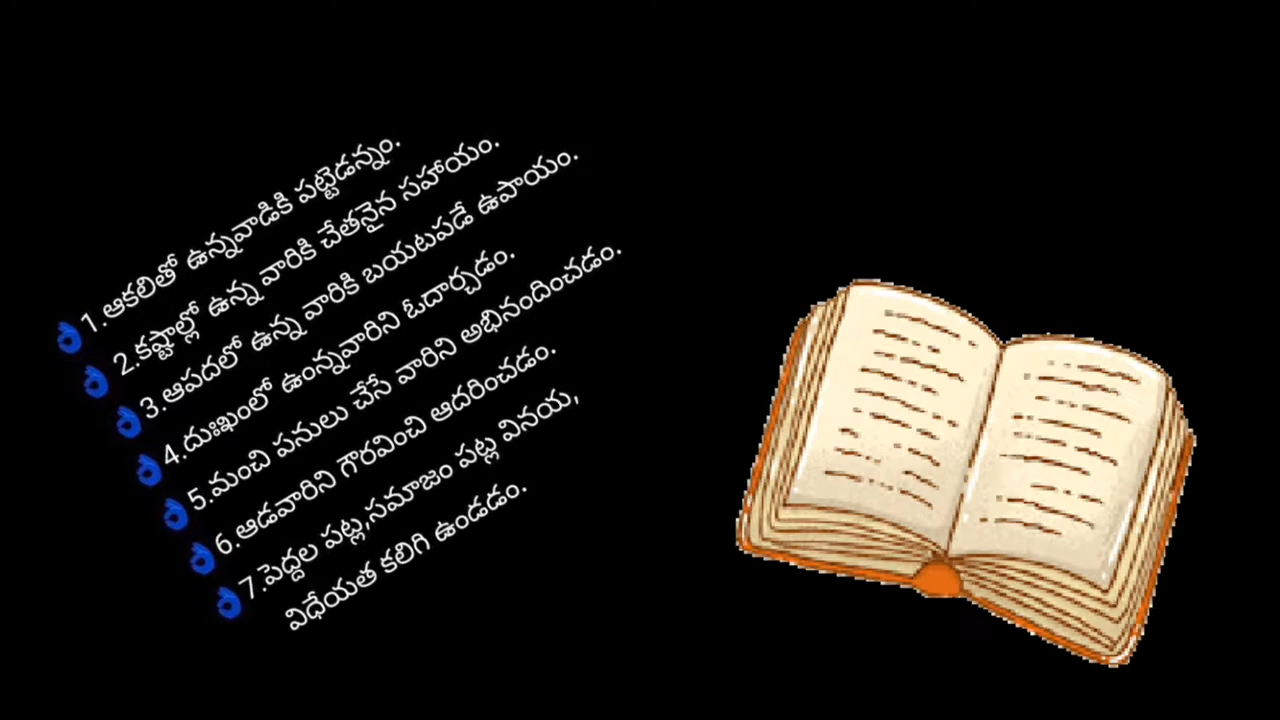 1.ఆకలితో ఉన్నవాడికి పట్టెడన్నం.
2.కష్టాల్లో ఉన్న వారికి చేతనైన సహాయం.
3.ఆపదలో ఉన్న వారికి బయటపడే ఉపాయం.
4.దుఃఖంలో ఉంన్నవారిని ఓదార్చడం.
5.మంచి పనులు చేసే వారిని అభినందించడం.
6.ఆడవారిని గౌరవించి ఆదరించడం.
7.పెద్దల పట్ల,సమాజం పట్ల వినయ,
విధేయత కలిగి ఉండడం.